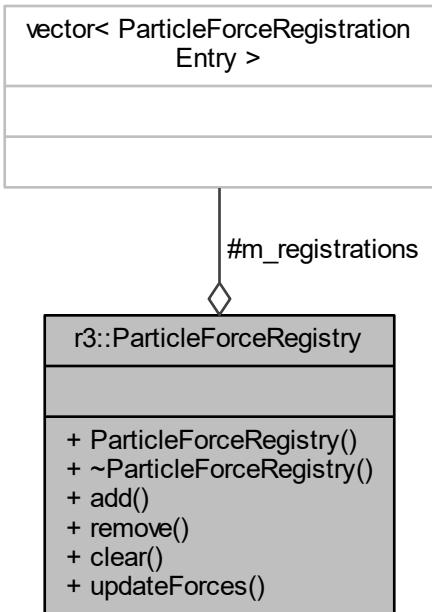 vector< ParticleForceRegistration
Entry >
#m_registrations
r3::ParticleForceRegistry
+ ParticleForceRegistry()
+ ~ParticleForceRegistry()
+ add()
+ remove()
+ clear()
+ updateForces()